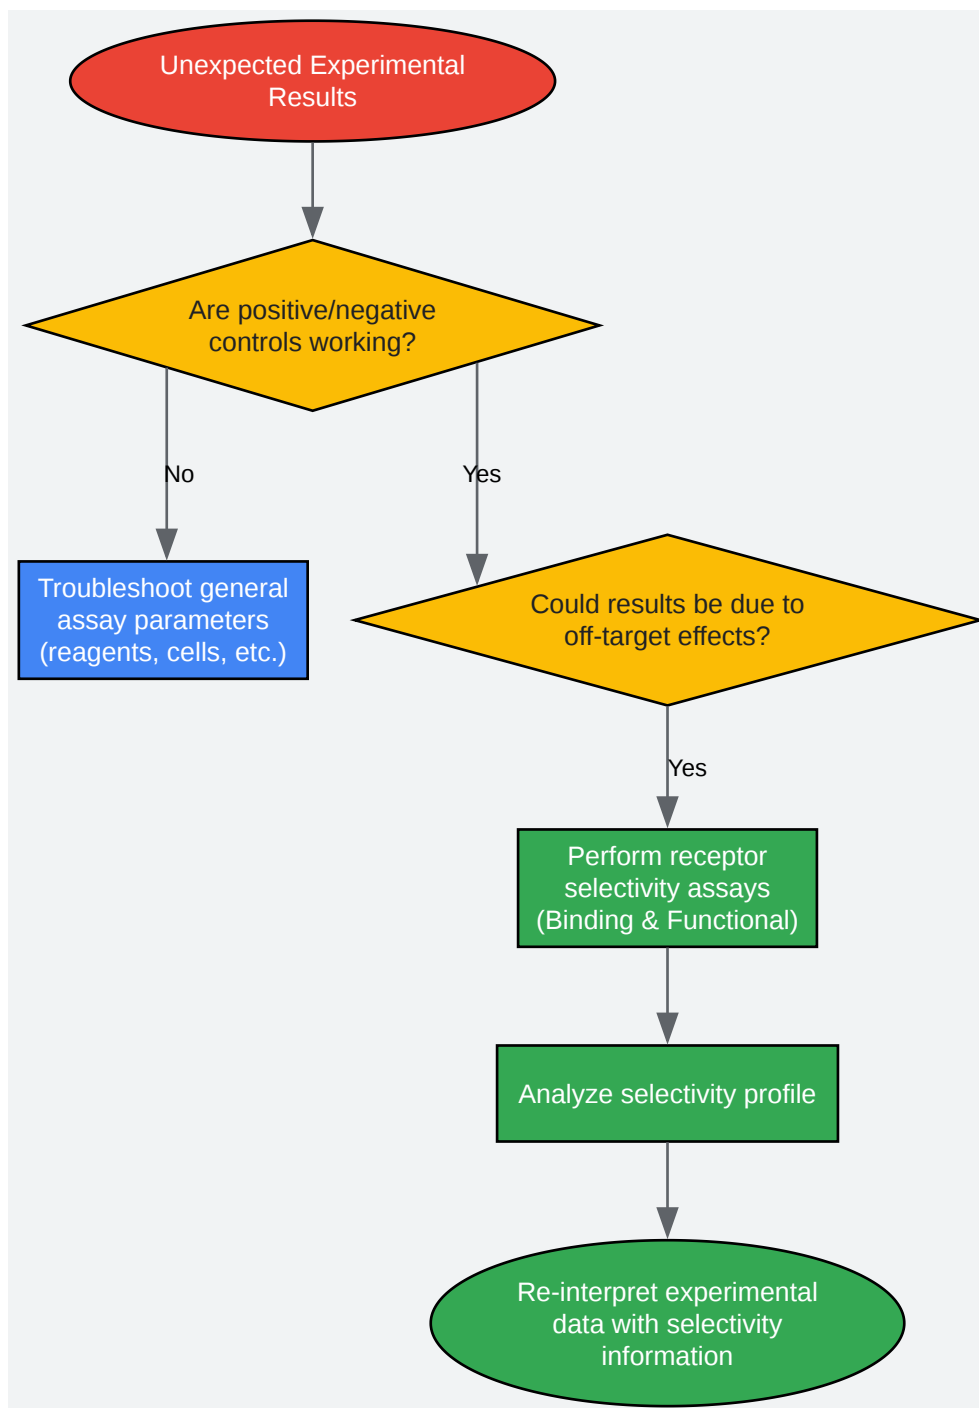 Unexpected Experimental
Results
Are positive/negative
controls working?
No
Yes
Troubleshoot general
assay parameters
(reagents, cells, etc.)
Could results be due to
off-target effects?
Yes
Perform receptor
selectivity assays
(Binding & Functional)
Analyze selectivity profile
Re-interpret experimental
data with selectivity
information